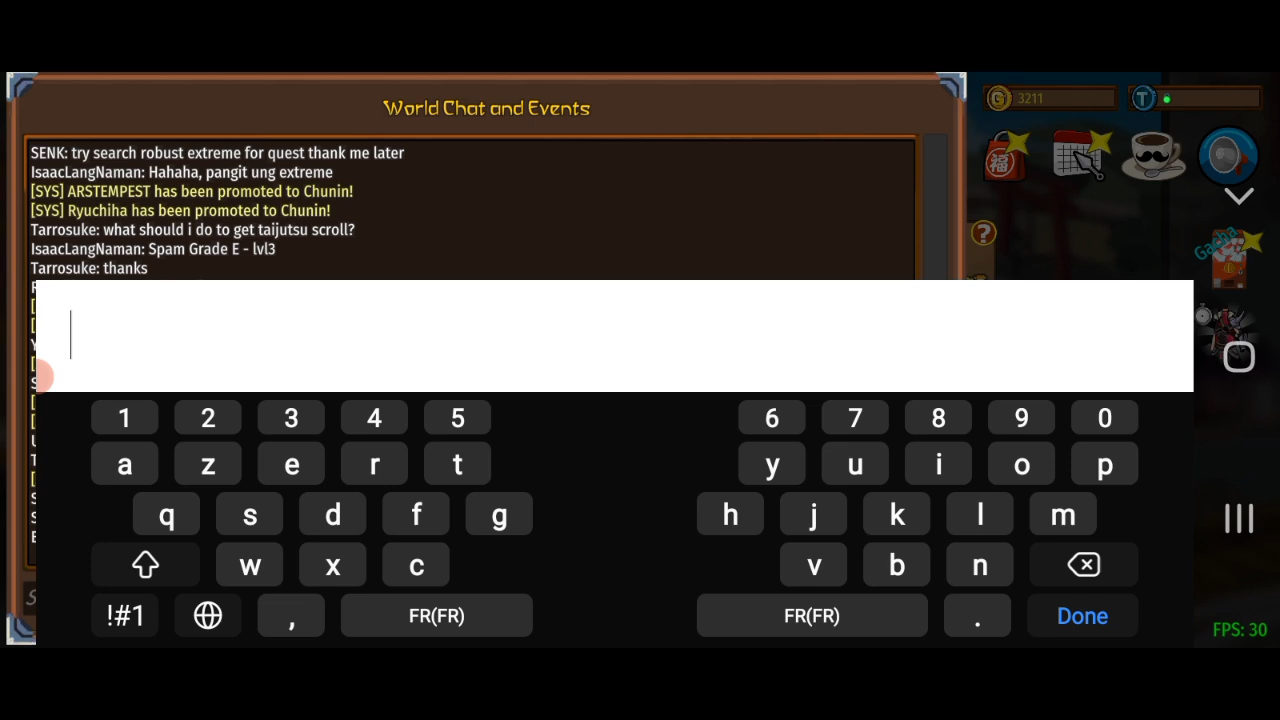 World Chat and Events
3211
SENK: try search robust extreme for quest thank me later
IsaacLangNaman: Hahaha, pangit ung extreme
[SYS] ARSTEMPEST has been promoted to Chunin!
[SYS] Ryuchiha has been promoted to Chunin!
Tarrosuke: what should i do to get taijutsu scroll?
IsaacLangNaman: Spam Grade E - lvl3
Tarrosuke: thanks
G
T
福
?
Gacha
1 2 3 4 5 6 7 8 9 0
a z e r t y u i o p
q s d f g h j k l m
w x c v b n
!#1 , FR(FR) FR(FR) . Done
FPS: 30